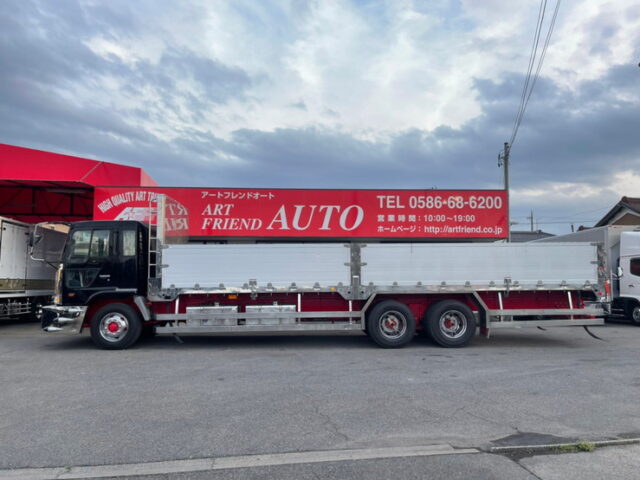 HIGH QUALITY ART TRUCK
アートフレンドオート
ART
FRIEND AUTO
TEL 0586-68-6200
営業時間：10:00～19:00
ホームページ：http://artfriend.co.jp